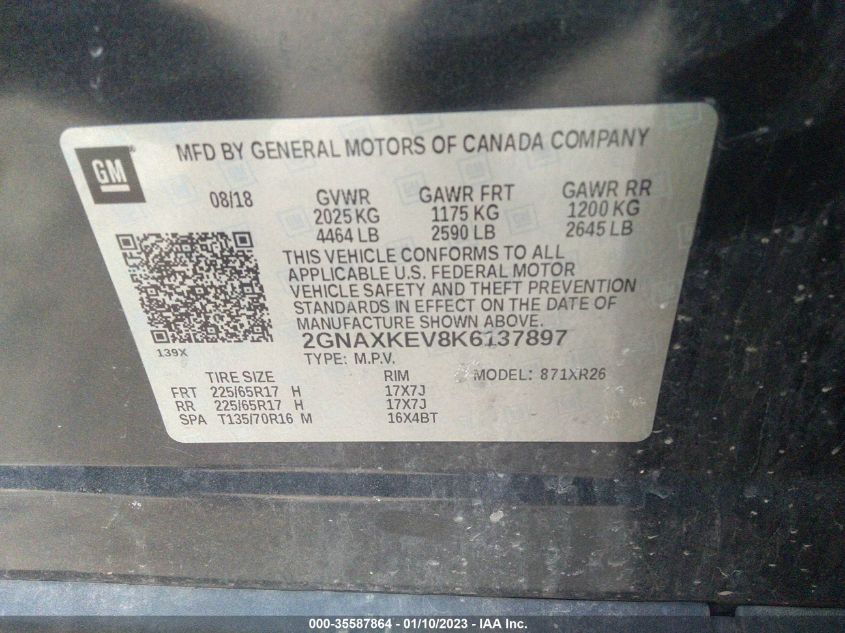 GM
MFD BY GENERAL MOTORS OF CANADA COMPANY
08/18 GVWR GAWR FRT GAWR RR
2025 KG 1175 KG 1200 KG
4464 LB 2590 LB 2645 LB
THIS VEHICLE CONFORMS TO ALL
APPLICABLE U.S. FEDERAL MOTOR
VEHICLE SAFETY AND THEFT PREVENTION
STANDARDS IN EFFECT ON THE DATE OF
MANUFACTURE SHOWN ABOVE.
139X
2GNAXKEV8K6137897
TYPE: M.P.V.
TIRE SIZE RIM MODEL: 871XR26
FRT 225/65R17 H 17X7J
RR 225/65R17 H 17X7J
SPA T135/70R16 M 16X4BT
000-35587864 - 01/10/2023 - IAA Inc.